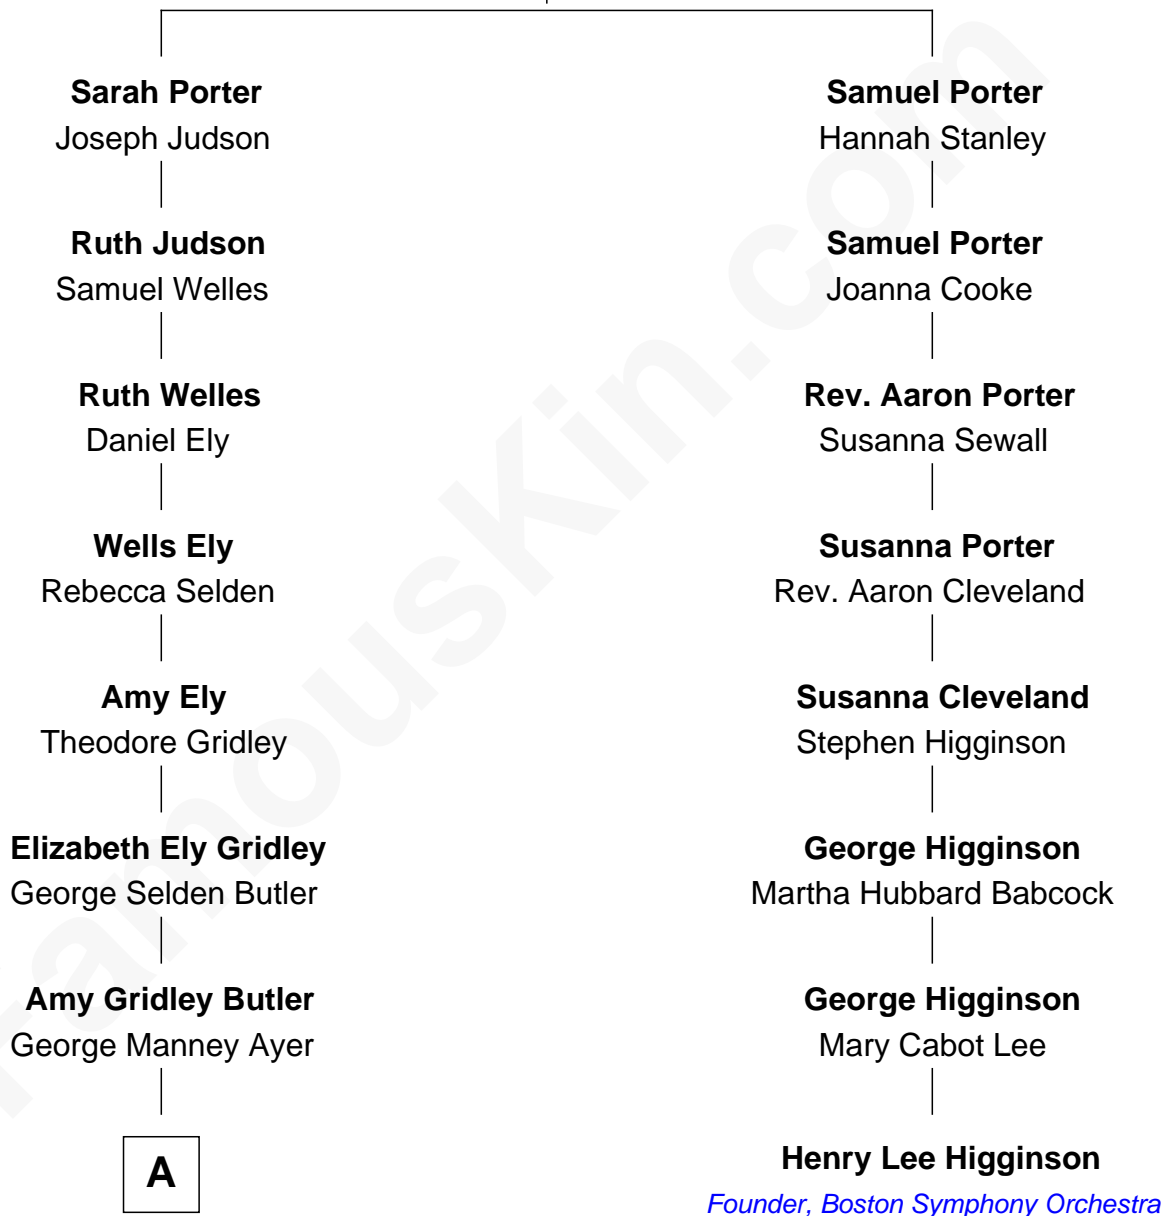 Sarah Porter
Joseph Judson
Ruth Judson
Samuel Welles
Ruth Welles
Daniel Ely
Wells Ely
Rebecca Selden
Amy Ely
Theodore Gridley
Elizabeth Ely Gridley
George Selden Butler
Amy Gridley Butler
George Manney Ayer
A
Samuel Porter
Hannah Stanley
Samuel Porter
Joanna Cooke
Rev. Aaron Porter
Susanna Sewall
Susanna Porter
Rev. Aaron Cleveland
Susanna Cleveland
Stephen Higginson
George Higginson
Martha Hubbard Babcock
George Higginson
Mary Cabot Lee
Henry Lee Higginson
Founder, Boston Symphony Orchestra
FamousKin.com